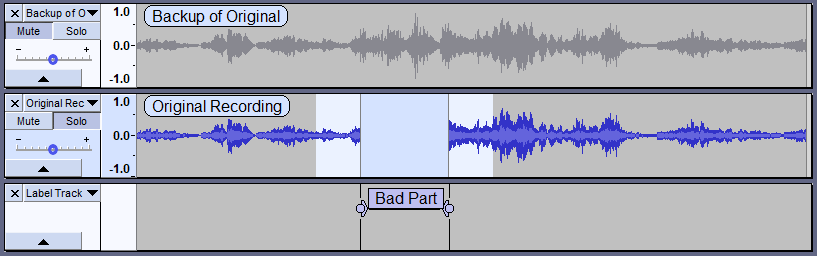 Backup of O
Mute Solo
- +
1.0
0.0
-1.0
Backup of Original
Original Rec
Mute Solo
- +
1.0
0.0
-1.0
Original Recording
Label Track
Bad Part